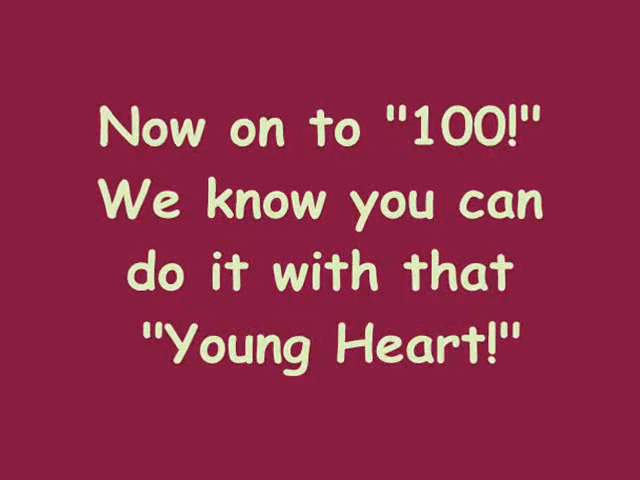 Now on to "100!"
We know you can
do it with that
"Young Heart!"